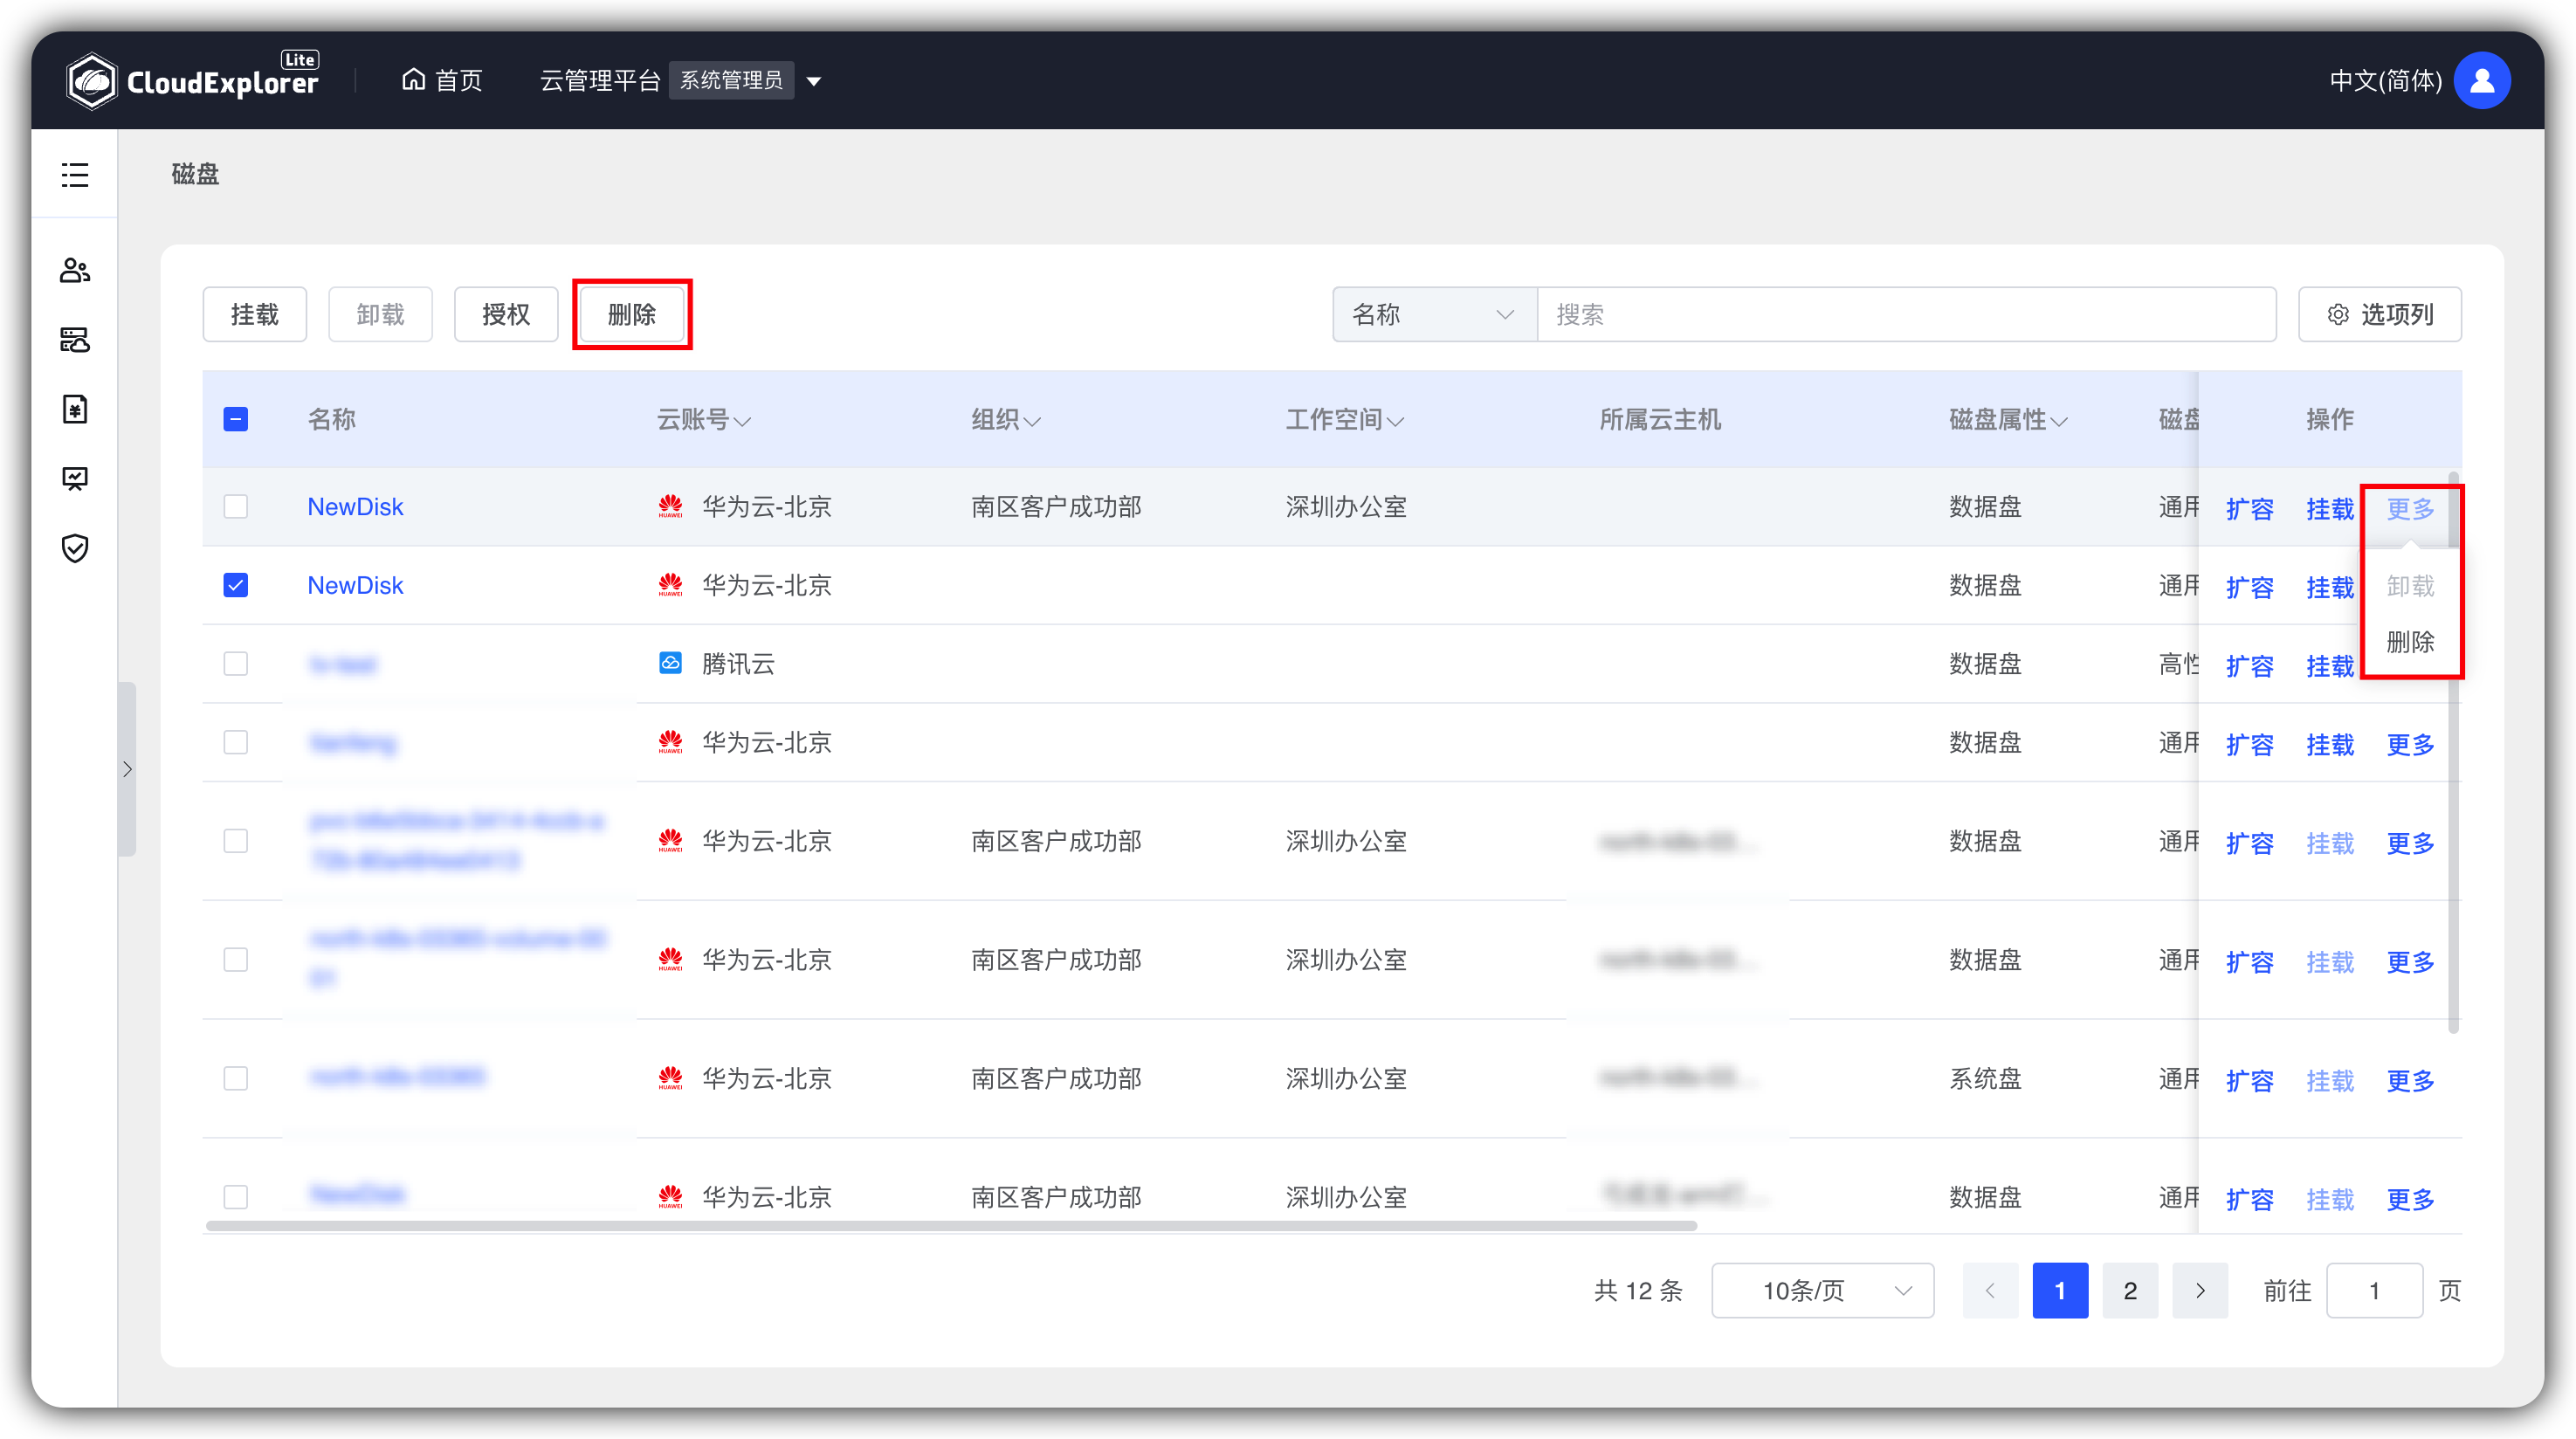 CloudExplorer Lite
首页
云管理平台 系统管理员
中文(简体)
磁盘
挂载 卸载 授权 删除
名称 搜索 选项列
名称 云账号 组织 工作空间 所属云主机 磁盘属性 磁盘 操作
NewDisk HUAWEI 华为云-北京 南区客户成功部 深圳办公室 数据盘 通用 扩容 挂载 更多
NewDisk HUAWEI 华为云-北京 数据盘 通用 扩容 挂载 卸载
删除
腾讯云 数据盘 高性 扩容 挂载
HUAWEI 华为云-北京 数据盘 通用 扩容 挂载 更多
HUAWEI 华为云-北京 南区客户成功部 深圳办公室 数据盘 通用 扩容 挂载 更多
HUAWEI 华为云-北京 南区客户成功部 深圳办公室 数据盘 通用 扩容 挂载 更多
HUAWEI 华为云-北京 南区客户成功部 深圳办公室 系统盘 通用 扩容 挂载 更多
HUAWEI 华为云-北京 南区客户成功部 深圳办公室 数据盘 通用 扩容 挂载 更多
共 12 条 10条/页 1 2 前往 1 页